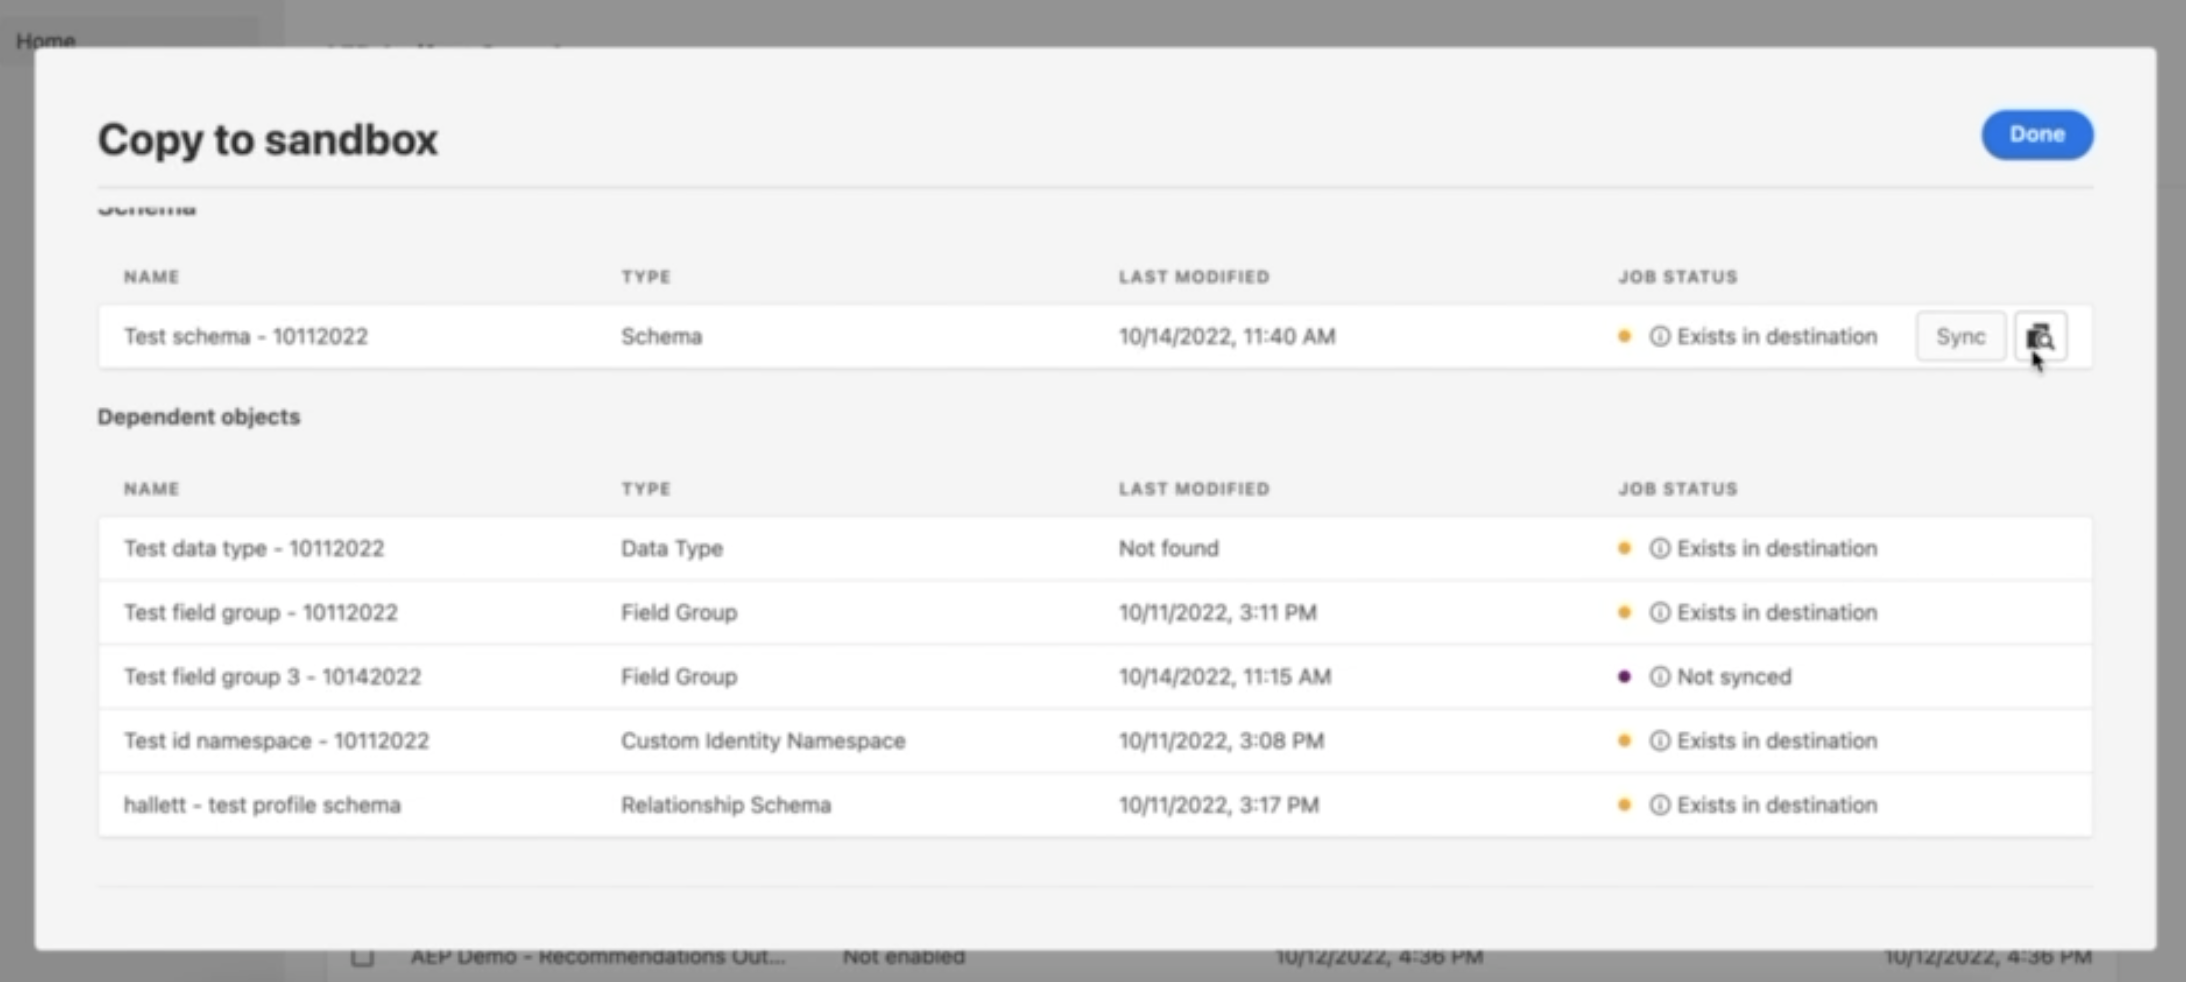 Home
Copy to sandbox
Done
Schema
NAME TYPE LAST MODIFIED JOB STATUS
Test schema - 10112022 Schema 10/14/2022, 11:40 AM Exists in destination Sync
Dependent objects
NAME TYPE LAST MODIFIED JOB STATUS
Test data type - 10112022 Data Type Not found Exists in destination
Test field group - 10112022 Field Group 10/11/2022, 3:11 PM Exists in destination
Test field group 3 - 10142022 Field Group 10/14/2022, 11:15 AM Not synced
Test id namespace - 10112022 Custom Identity Namespace 10/11/2022, 3:08 PM Exists in destination
hallett - test profile schema Relationship Schema 10/11/2022, 3:17 PM Exists in destination
AEP Demo - Recommendations Out... Not enabled 10/12/2022, 4:36 PM 10/12/2022, 4:36 PM